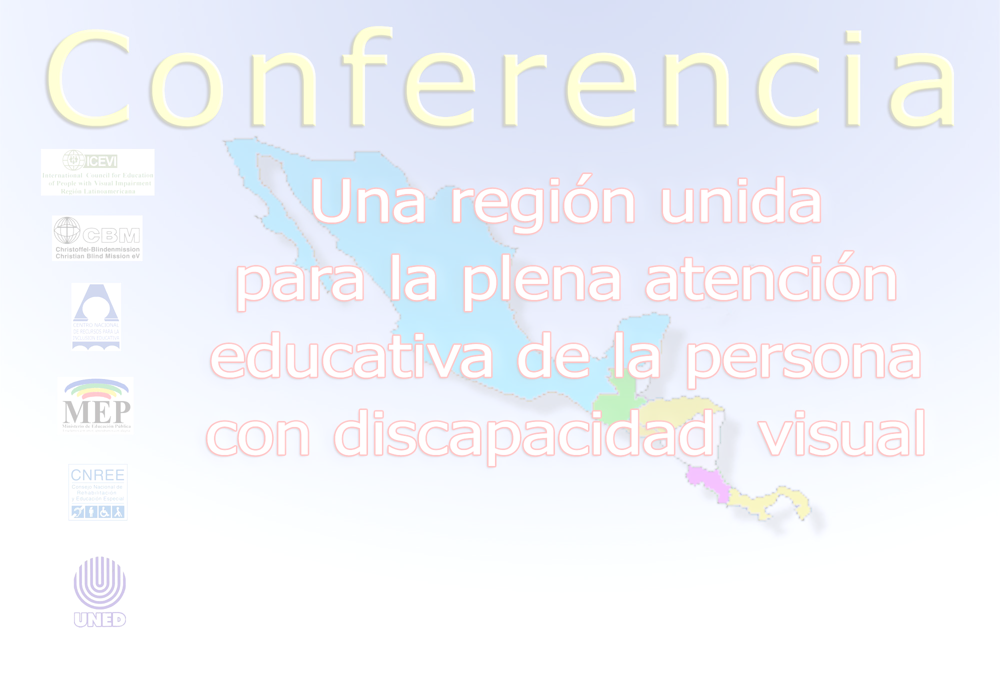 Conferencia
ICEVI
International Council for Education
of People with Visual Impairment
Región Latinoamericana
CBM
Christoffel-Blindenmission
Christian Blind Mission eV
CENTRO NACIONAL
DE RECURSOS PARA LA
INCLUSION EDUCATIVA
MEP
Ministerio de Educación Pública
CNREE
Consejo Nacional de
Rehabilitación
y Educación Especial
UNED
Una región unida
para la plena atención
educativa de la persona
con discapacidad visual